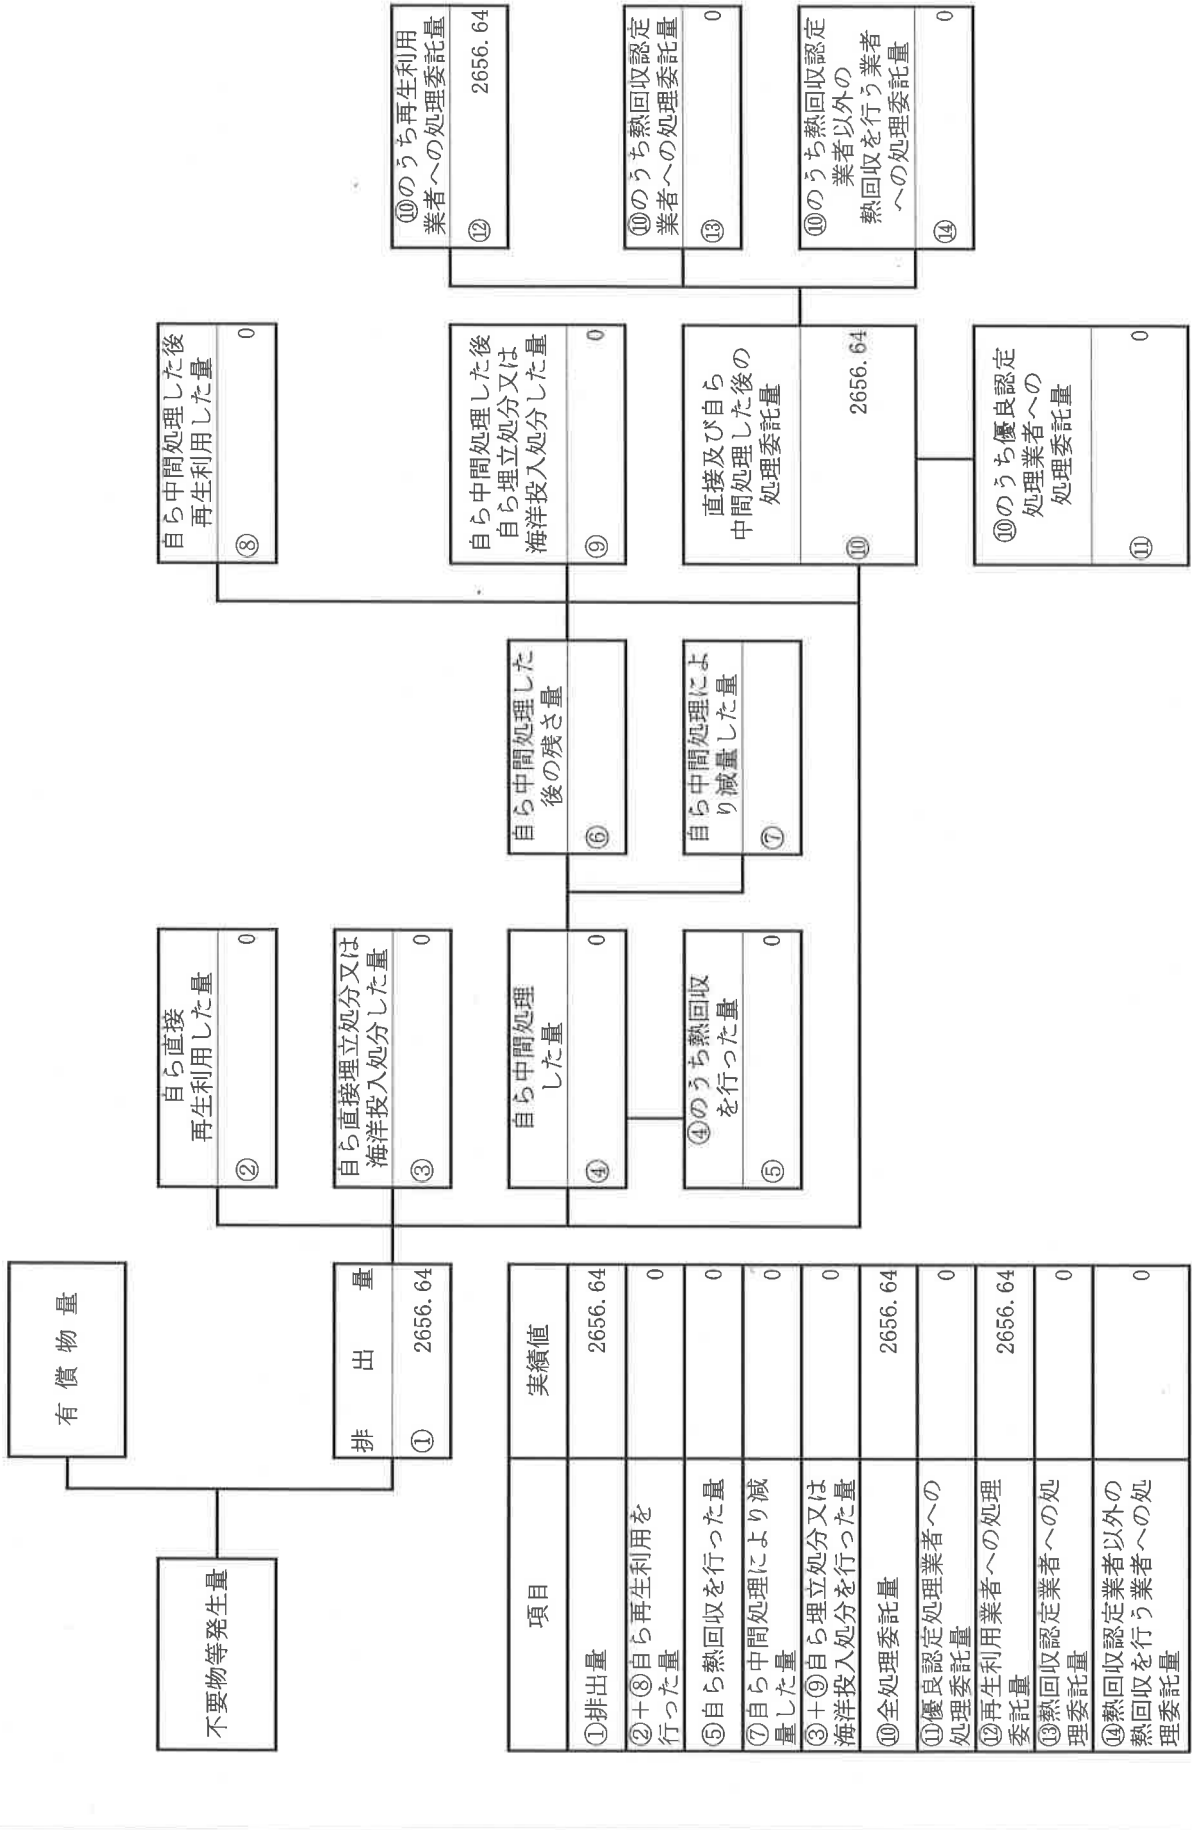 不要物等発生量
有償物量
排出量
① 2656.64
自ら直接
再生利用した量
② 0
自ら直接埋立処分又は
海洋投入処分した量
③ 0
自ら中間処理
した量
④ 0
④のうち熱回収
を行った量
⑤ 0
自ら中間処理した
後の残さ量
⑥
自ら中間処理によ
り減量した量
⑦
自ら中間処理した後
再生利用した量
⑧ 0
自ら中間処理した後
自ら埋立処分又は
海洋投入処分した量
⑨ 0
直接及び自ら
中間処理した後の
処理委託量
⑩ 2656.64
⑩のうち優良認定
処理業者への
処理委託量
⑪ 0
⑩のうち再生利用
業者への処理委託量
⑫ 2656.64
⑩のうち熱回収認定
業者への処理委託量
⑬ 0
⑩のうち熱回収認定
業者以外の
熱回収を行う業者
への処理委託量
⑭ 0
項目 実績値
①排出量 2656.64
②+⑧自ら再生利用を
行った量 0
⑤自ら熱回収を行った量 0
⑦自ら中間処理により減
量した量 0
③+⑨自ら埋立処分又は
海洋投入処分を行った量 0
⑩全処理委託量 2656.64
⑪優良認定処理業者への
処理委託量 0
⑫再生利用業者への処理
委託量 2656.64
⑬熱回収認定業者への処
理委託量 0
⑭熱回収認定業者以外の
熱回収を行う業者への処
理委託量 0